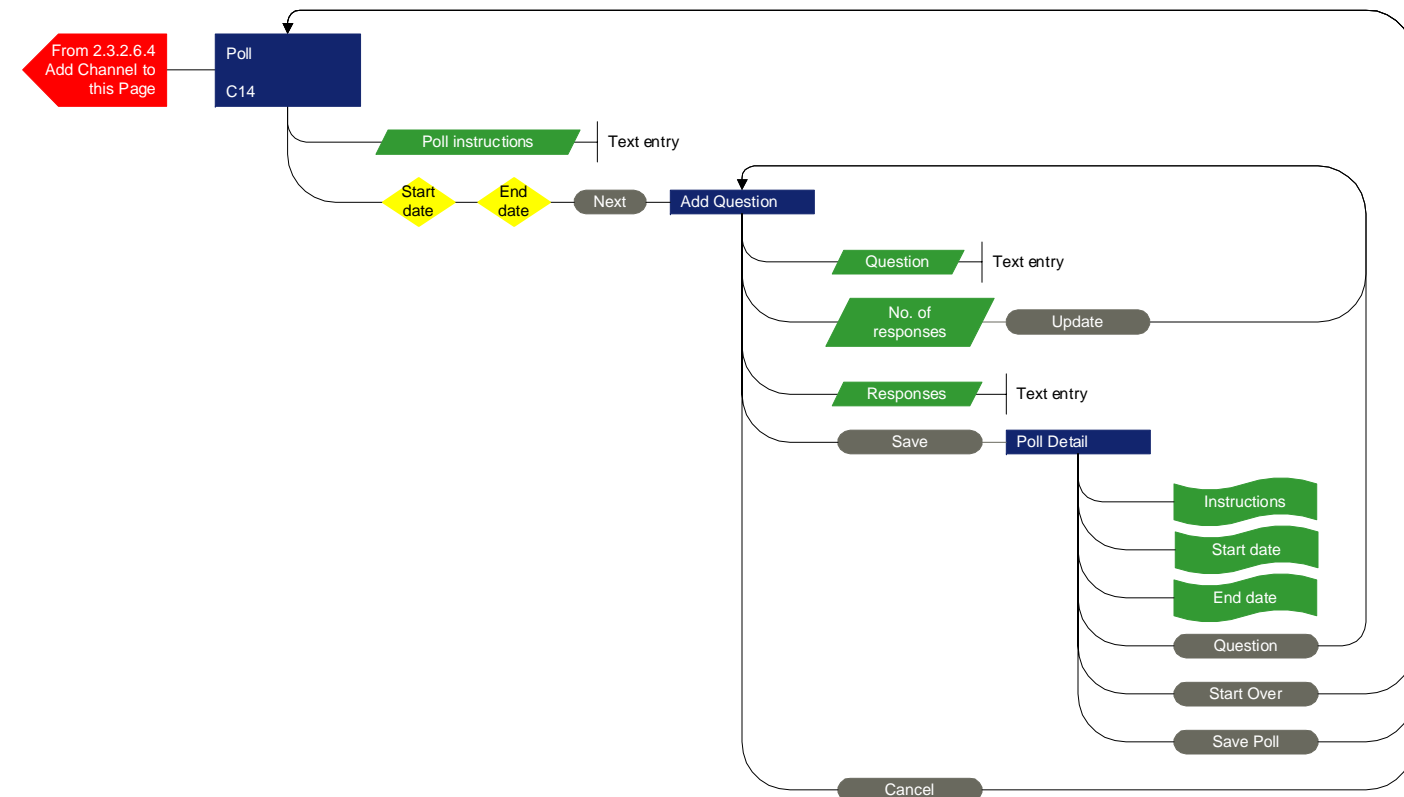 From 2.3.2.6.4
Add Channel to
this Page
Poll
C14
Poll instructions
Text entry
Start
date
End
date
Next
Add Question
Question
Text entry
No. of
responses
Update
Responses
Text entry
Save
Poll Detail
Instructions
Start date
End date
Question
Start Over
Save Poll
Cancel